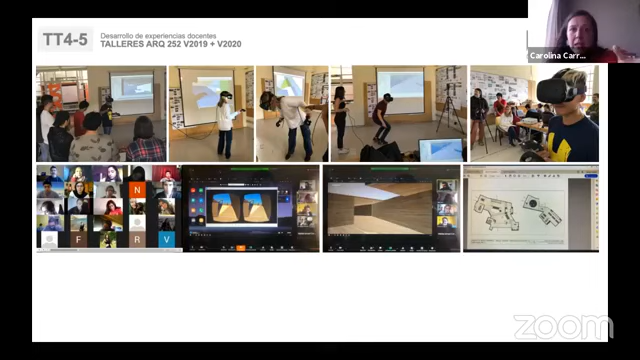 TT4-5
Desarrollo de experiencias docentes
TALLERES ARQ 252 V2019 + V2020
Carolina Carr...
N
F
R
V
zoom